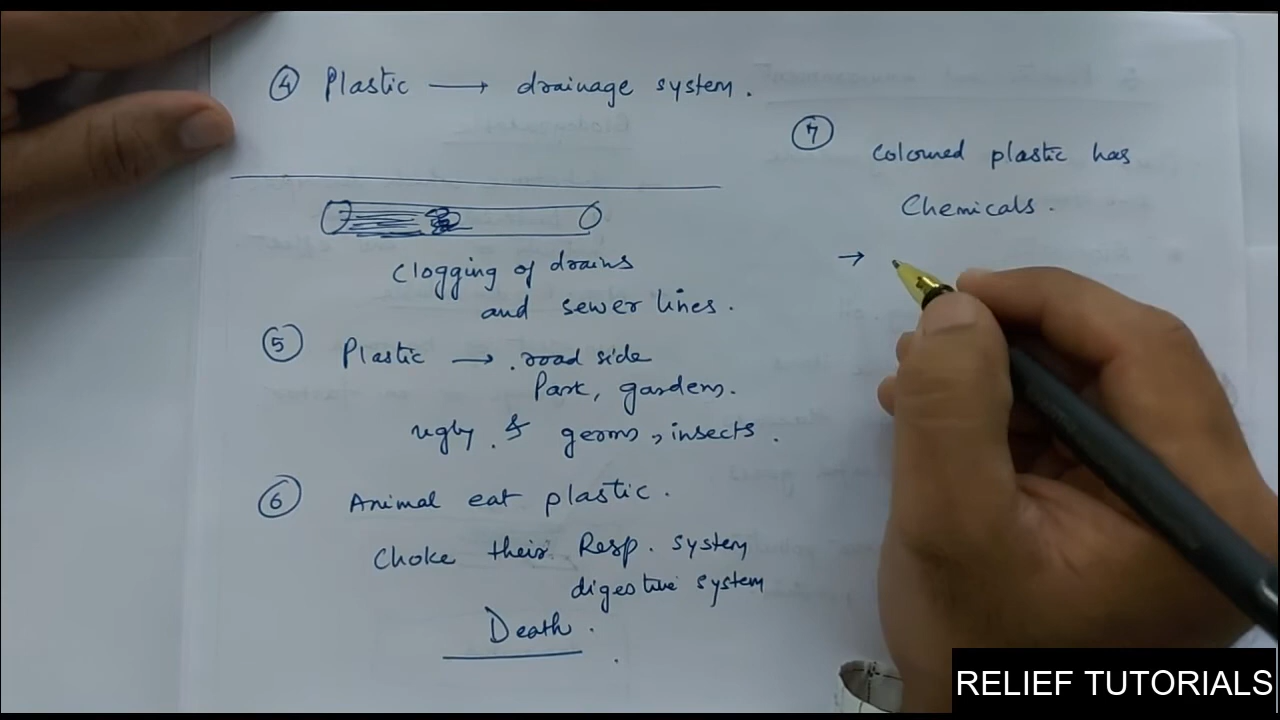 ④ Plastic → drainage system.
Clogging of drains
and sewer lines.
⑤ Plastic → road side
Park, gardens.
ugly & germs, insects.
⑥ Animal eat plastic.
Choke their Resp. system
digestive system
Death.
⑦ Coloured plastic has
Chemicals.
→
RELIEF TUTORIALS